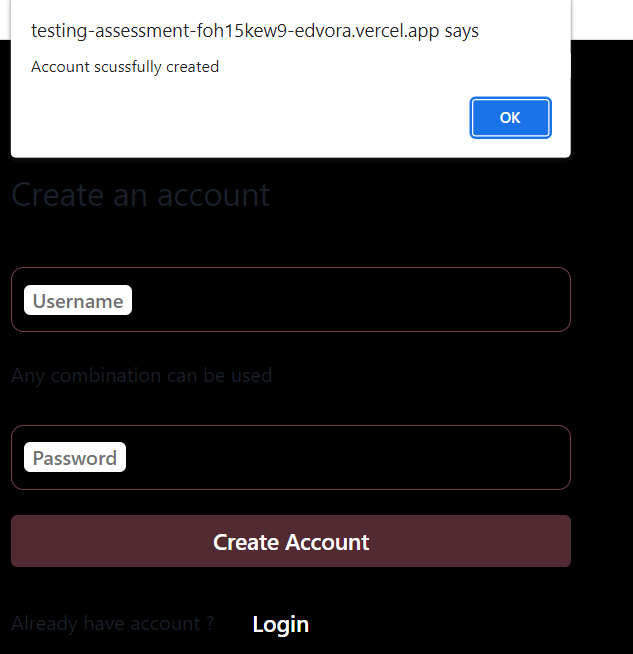 testing-assessment-foh15kew9-edvora.vercel.app says
Account scussfully created
OK
Create an account
Username
Any combination can be used
Password
Create Account
Already have account ? Login